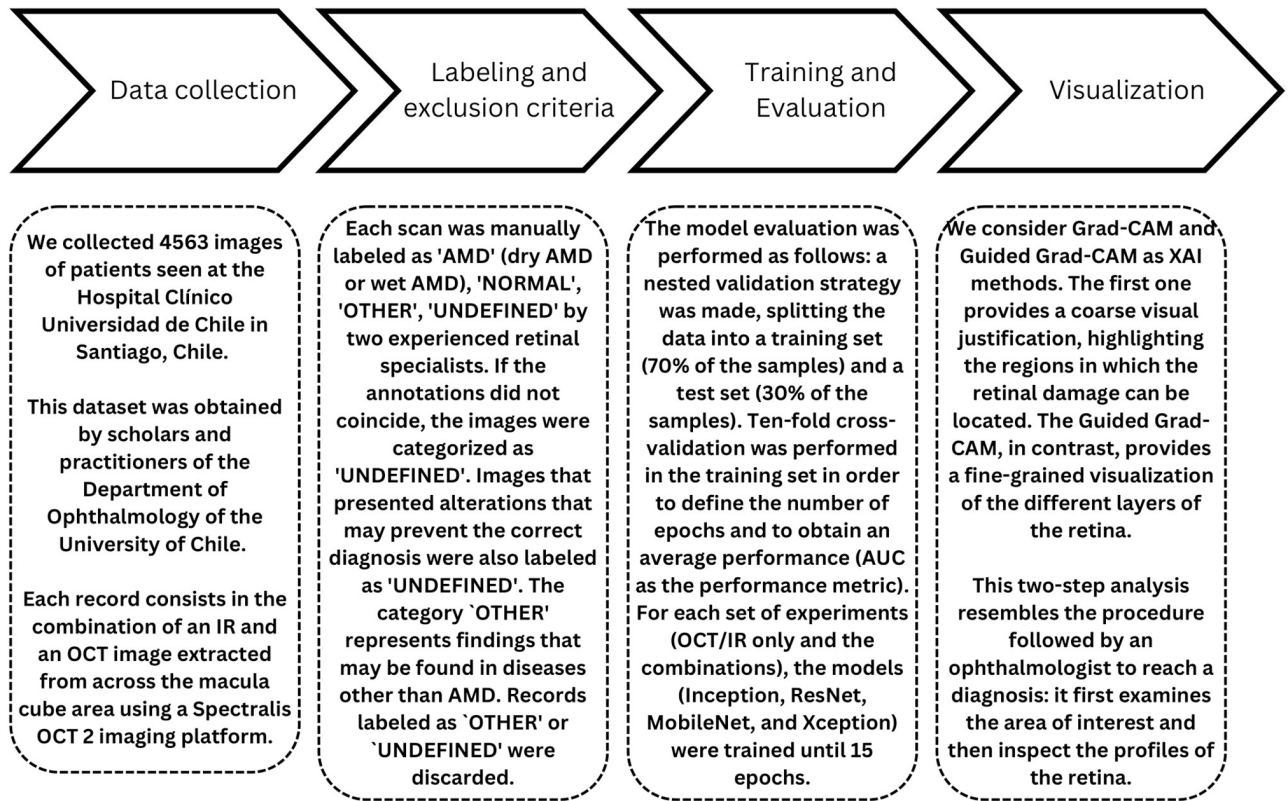 Data collection
Labeling and
exclusion criteria
Training and
Evaluation
Visualization
We collected 4563 images
of patients seen at the
Hospital Clínico
Universidad de Chile in
Santiago, Chile.
This dataset was obtained
by scholars and
practitioners of the
Department of
Ophthalmology of the
University of Chile.
Each record consists in the
combination of an IR and
an OCT image extracted
from across the macula
cube area using a Spectralis
OCT 2 imaging platform.
Each scan was manually
labeled as 'AMD' (dry AMD
or wet AMD), 'NORMAL',
'OTHER', 'UNDEFINED' by
two experienced retinal
specialists. If the
annotations did not
coincide, the images were
categorized as
'UNDEFINED'. Images that
presented alterations that
may prevent the correct
diagnosis were also labeled
as 'UNDEFINED'. The
category `OTHER'
represents findings that
may be found in diseases
other than AMD. Records
labeled as `OTHER' or
`UNDEFINED' were
discarded.
The model evaluation was
performed as follows: a
nested validation strategy
was made, splitting the
data into a training set
(70% of the samples) and a
test set (30% of the
samples). Ten-fold cross-
validation was performed
in the training set in order
to define the number of
epochs and to obtain an
average performance (AUC
as the performance metric).
For each set of experiments
(OCT/IR only and the
combinations), the models
(Inception, ResNet,
MobileNet, and Xception)
were trained until 15
epochs.
We consider Grad-CAM and
Guided Grad-CAM as XAI
methods. The first one
provides a coarse visual
justification, highlighting
the regions in which the
retinal damage can be
located. The Guided Grad-
CAM, in contrast, provides
a fine-grained visualization
of the different layers of
the retina.
This two-step analysis
resembles the procedure
followed by an
ophthalmologist to reach a
diagnosis: it first examines
the area of interest and
then inspect the profiles of
the retina.